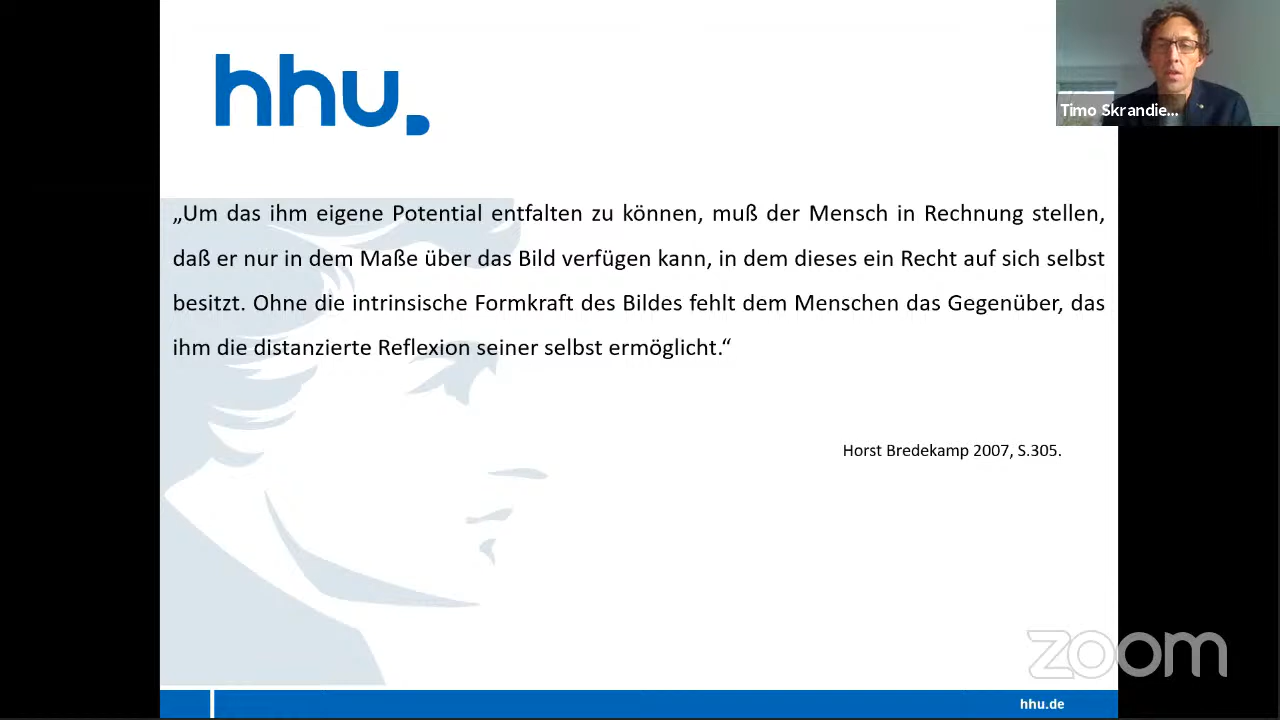 hhu.
Timo Skrandie...
„Um das ihm eigene Potential entfalten zu können, muß der Mensch in Rechnung stellen,
daß er nur in dem Maße über das Bild verfügen kann, in dem dieses ein Recht auf sich selbst
besitzt. Ohne die intrinsische Formkraft des Bildes fehlt dem Menschen das Gegenüber, das
ihm die distanzierte Reflexion seiner selbst ermöglicht.“
Horst Bredekamp 2007, S.305.
zoom
hhu.de